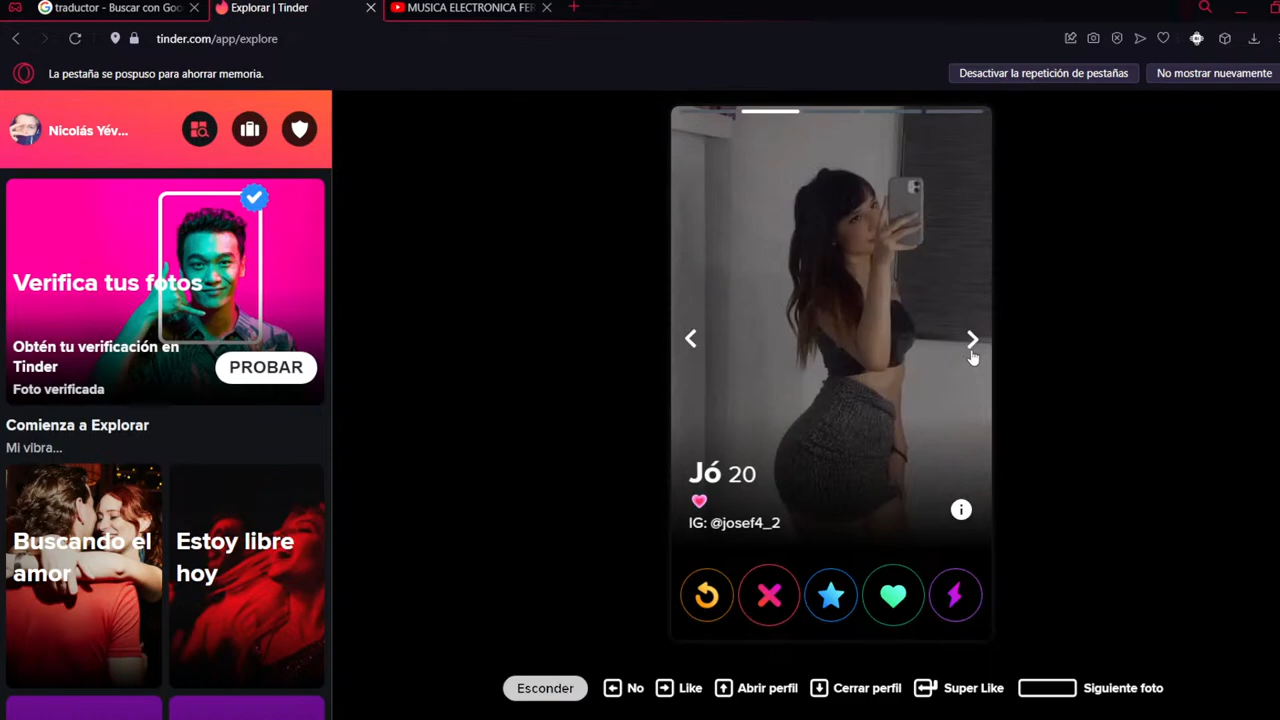 traductor - Buscar con Goo
Explorar | Tinder
MUSICA ELECTRONICA FER
tinder.com/app/explore
La pestaña se pospuso para ahorrar memoria.
Desactivar la repetición de pestañas
No mostrar nuevamente
Nicolás Yév...
Verifica tus fotos
Obtén tu verificación en
Tinder
PROBAR
Foto verificada
Comienza a Explorar
Mi vibra...
Buscando el
amor
Estoy libre
hoy
Jó 20
IG: @josef4_2
Esconder
No
Like
Abrir perfil
Cerrar perfil
Super Like
Siguiente foto